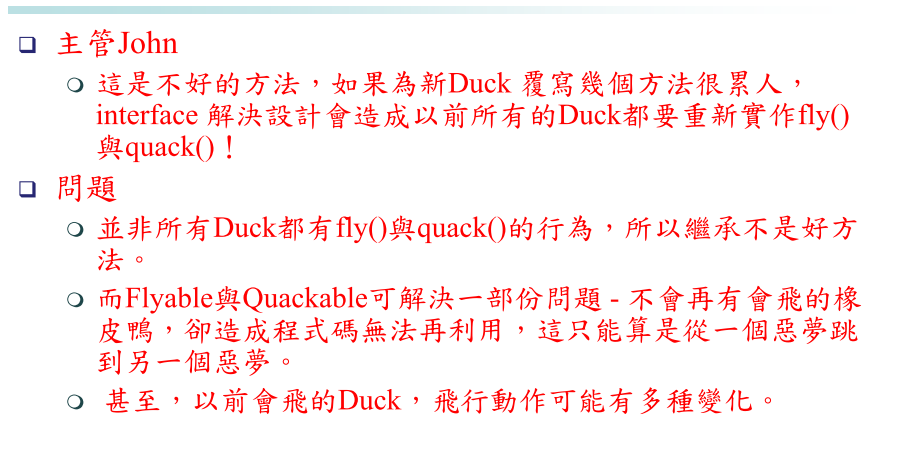 主管John
這是不好的方法，如果為新Duck 覆寫幾個方法很累人，
interface 解決設計會造成以前所有的Duck都要重新實作fly()
與quack()！
問題
並非所有Duck都有fly()與quack()的行為，所以繼承不是好方
法。
而Flyable與Quackable可解決一部份問題 - 不會再有會飛的橡
皮鴨，卻造成程式碼無法再利用，這只能算是從一個惡夢跳
到另一個惡夢。
甚至，以前會飛的Duck，飛行動作可能有多種變化。